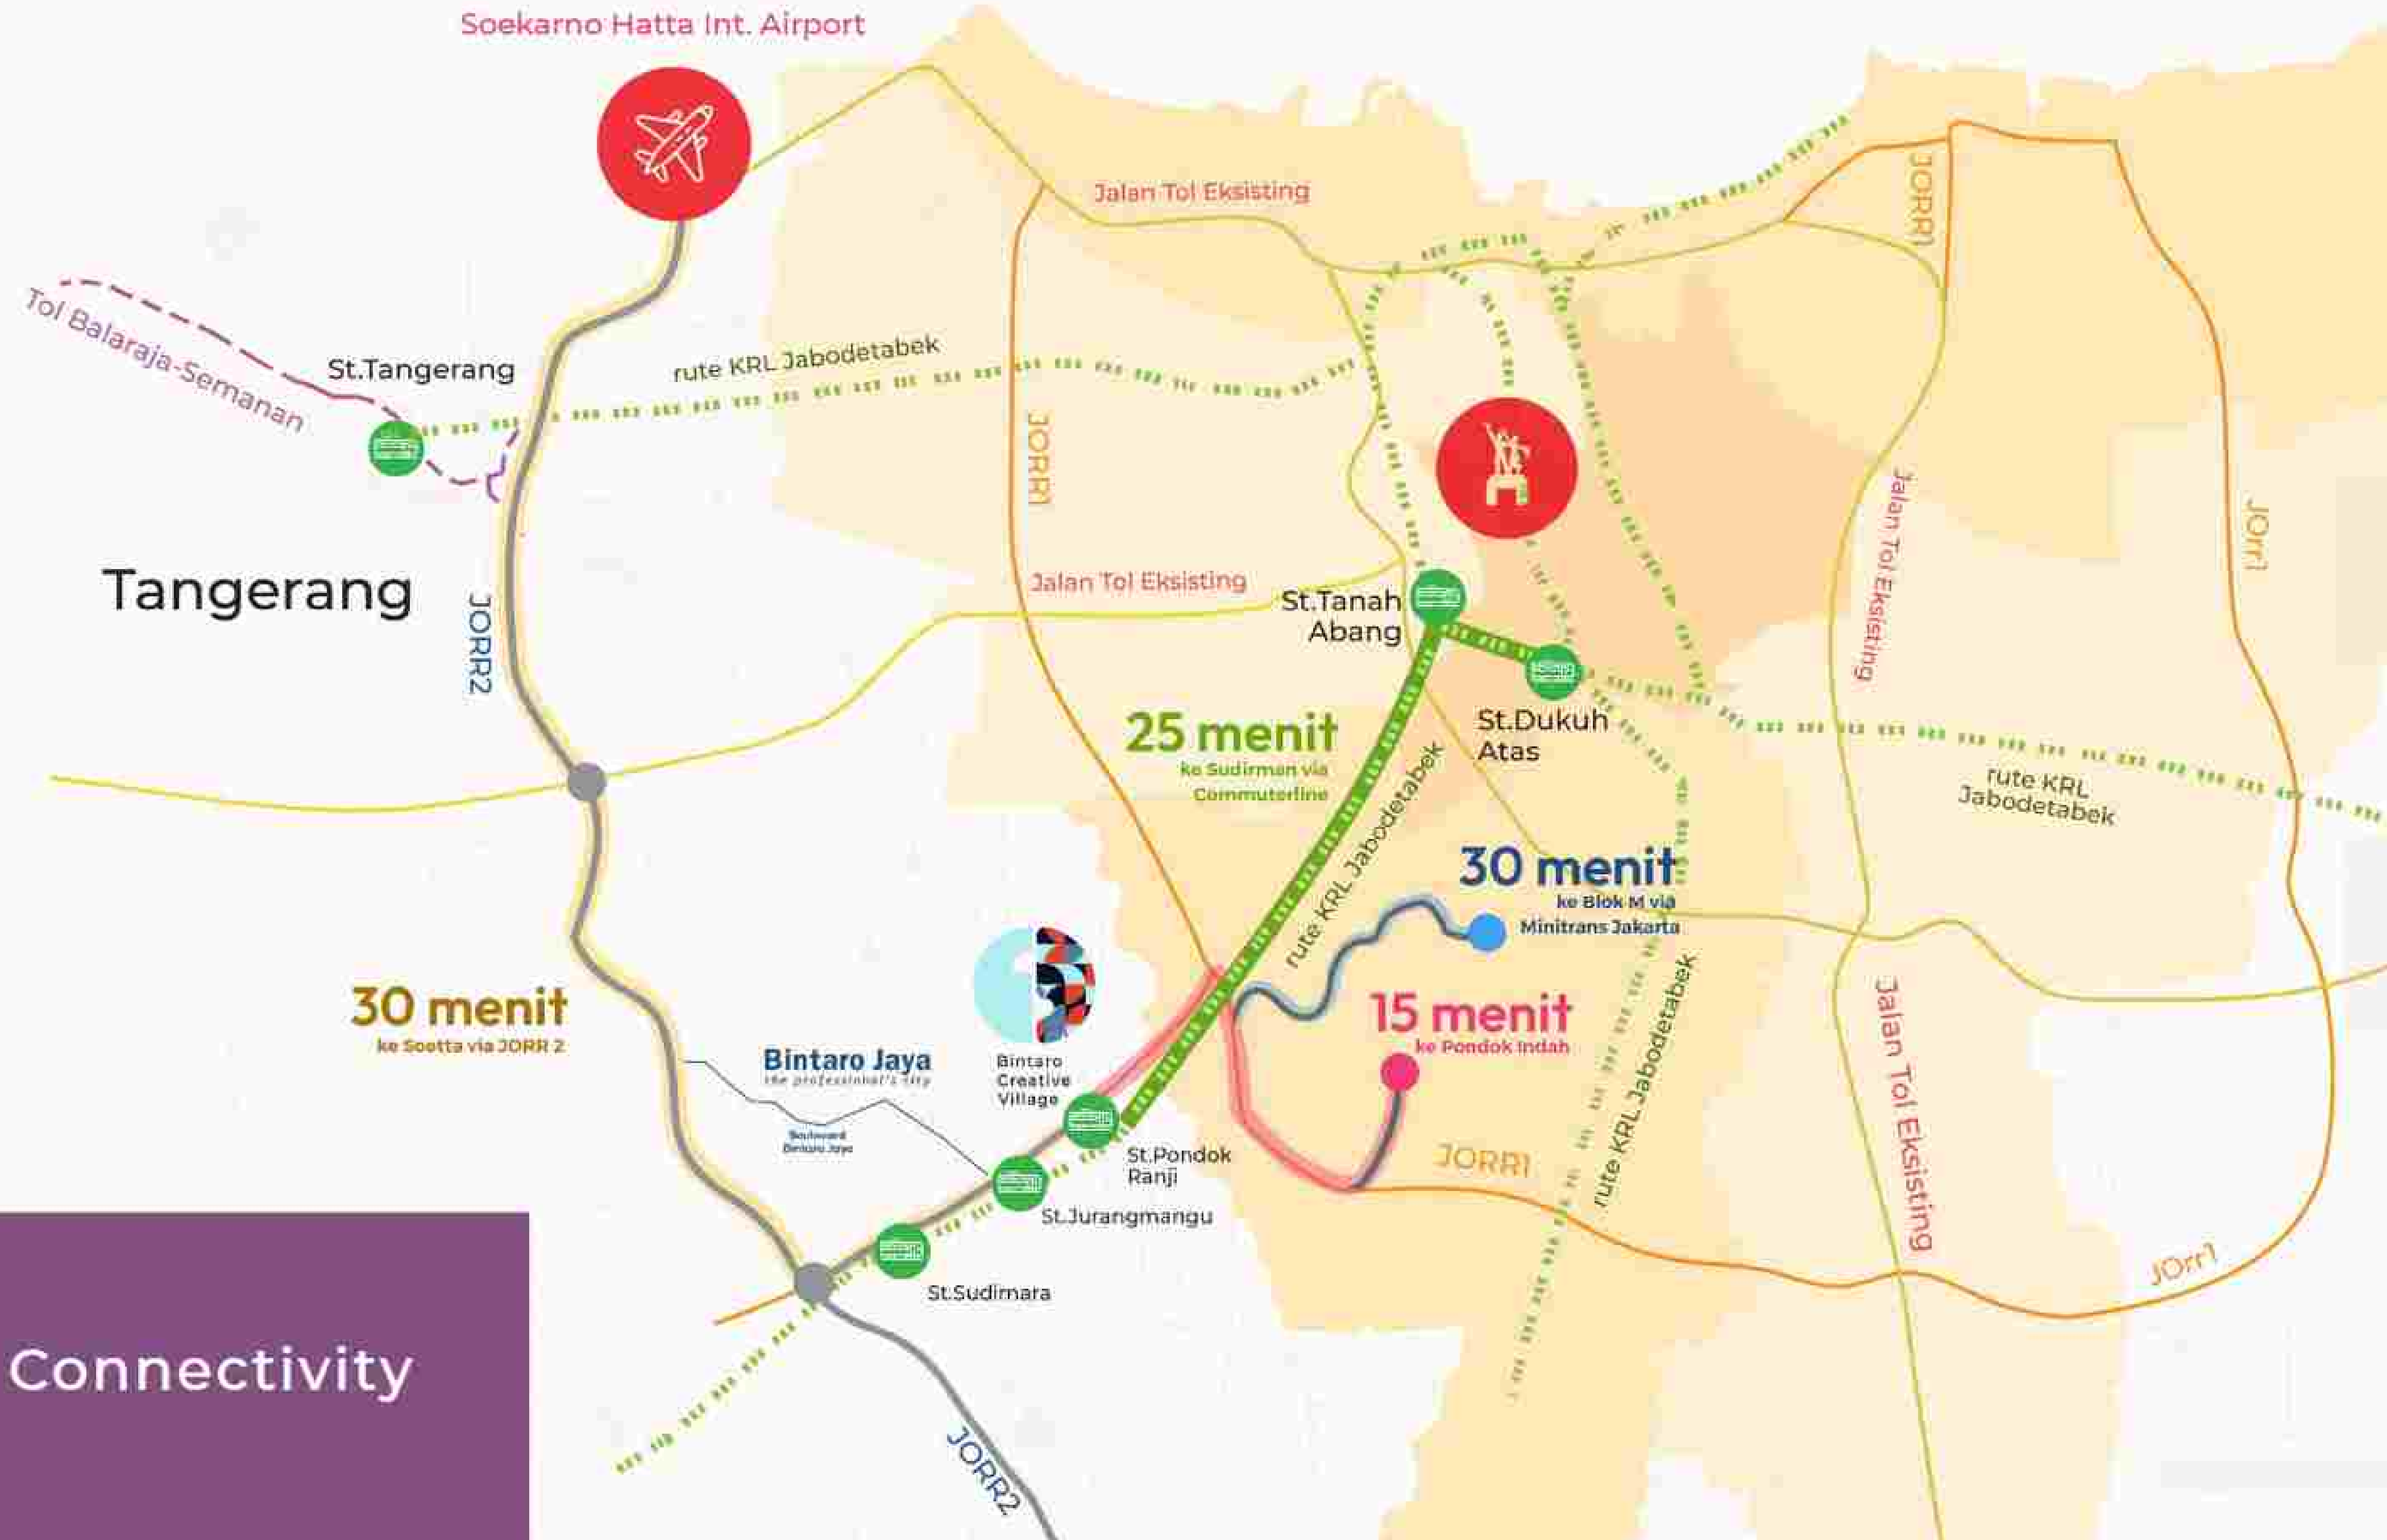 Soekarno Hatta Int. Airport
Jalan Tol Eksisting
JORR1
Tol Balaraja-Semanan
St.Tangerang
rute KRL Jabodetabek
JORR1
Jalan Tol Eksisting
JOrr1
Tangerang
JORR2
Jalan Tol Eksisting
St.Tanah
Abang
St.Dukuh
Atas
25 menit
ke Sudirman via
Commuterline
rute KRL Jabodetabek
rute KRL
Jabodetabek
30 menit
ke Blok M via
Minitrans Jakarta
30 menit
ke Soetta via JORR 2
15 menit
ke Pondok Indah
rute KRL Jabodetabek
Jalan Tol Eksisting
Bintaro Jaya
the professional's city
Boulevard
Bintaro Jaya
Bintaro
Creative
Village
St.Pondok
Ranji
JORR1
St.Jurangmangu
St.Sudimara
JOrr1
Connectivity
JORR2